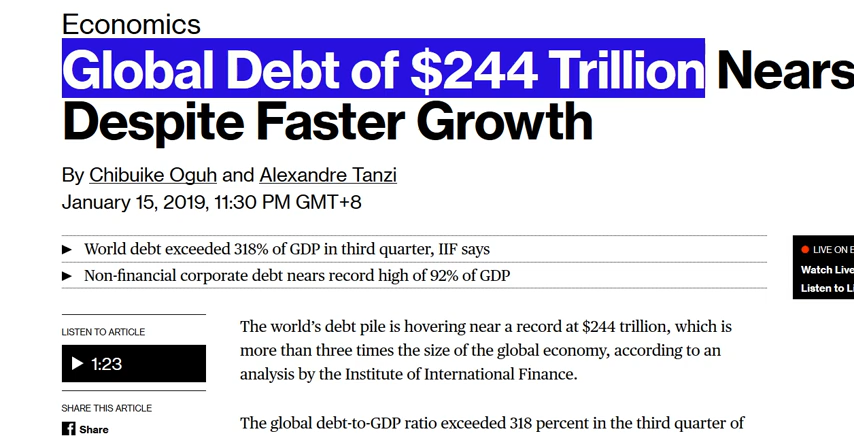 Economics
Global Debt of $244 Trillion Nears
Despite Faster Growth
By Chibuike Oguh and Alexandre Tanzi
January 15, 2019, 11:30 PM GMT+8
World debt exceeded 318% of GDP in third quarter, IIF says
Non-financial corporate debt nears record high of 92% of GDP
LIVE ON
Watch Live
Listen to
LISTEN TO ARTICLE
1:23
SHARE THIS ARTICLE
Share
The world's debt pile is hovering near a record at $244 trillion, which is
more than three times the size of the global economy, according to an
analysis by the Institute of International Finance.
The global debt-to-GDP ratio exceeded 318 percent in the third quarter of